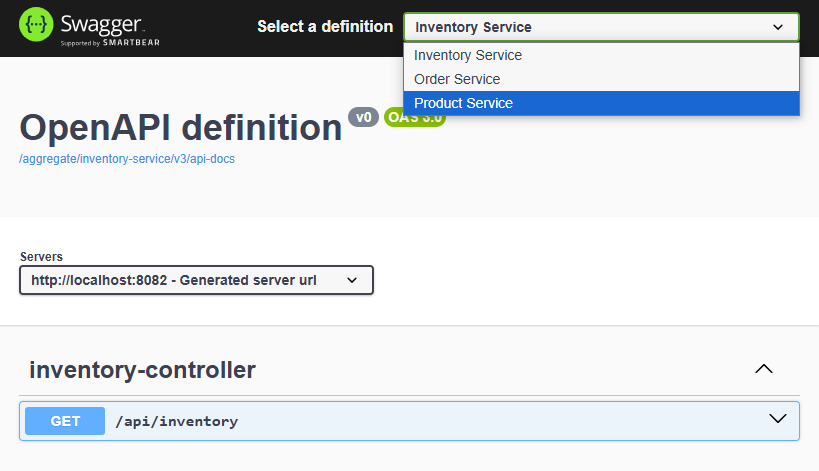 Swagger
Supported by SMARTBEAR
Select a definition
Inventory Service
Inventory Service
Order Service
Product Service
OpenAPI definition
v0
OAS 3.0
/aggregate/inventory-service/v3/api-docs
Servers
http://localhost:8082 - Generated server url
inventory-controller
GET /api/inventory